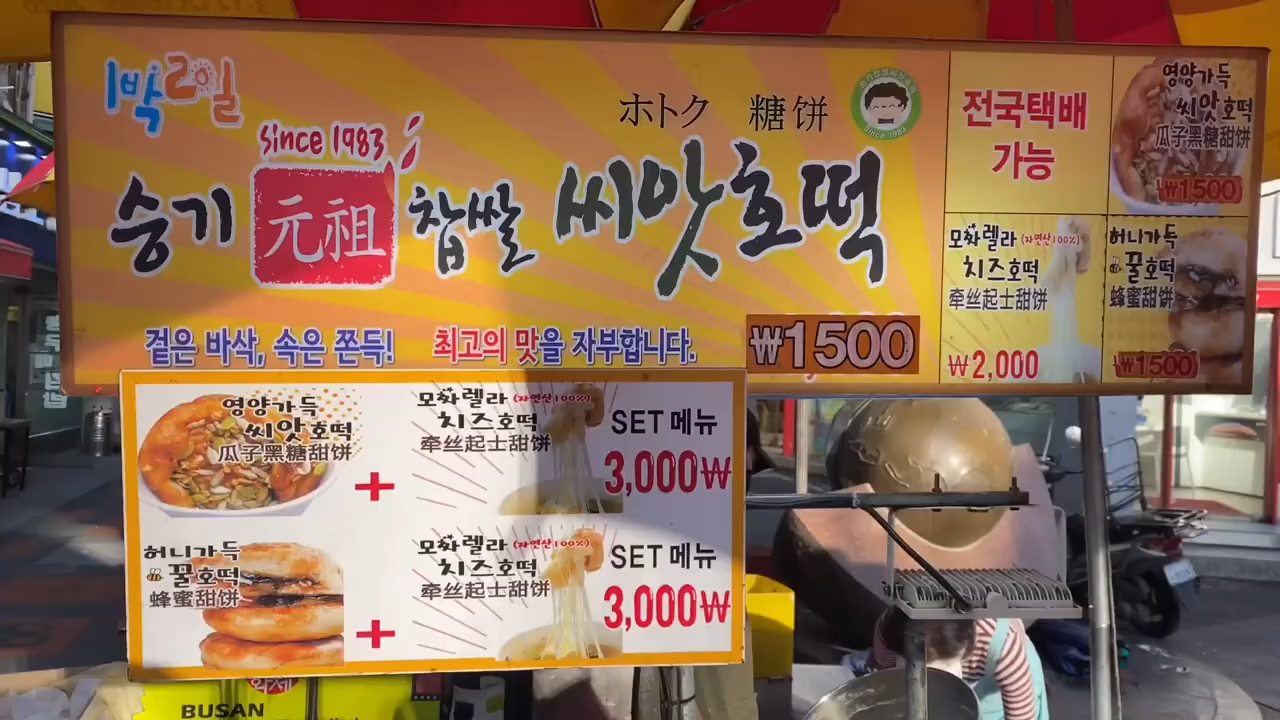 1박2일
since 1983
승기 元祖 찹쌀 씨앗호떡
ホトク 糖饼
since 1983
겉은 바삭, 속은 쫀득! 최고의 맛을 자부합니다.
₩1500
전국택배
가능
영양가득
씨앗호떡
瓜子黑糖甜饼
₩1500
모짜렐라 (자연산100%)
치즈호떡
牵丝起士甜饼
₩2,000
허니가득
꿀호떡
蜂蜜甜饼
₩1500
영양가득
씨앗호떡
瓜子黑糖甜饼
+
모짜렐라 (자연산100%)
치즈호떡
牵丝起士甜饼
SET 메뉴
3,000₩
허니가득
꿀호떡
蜂蜜甜饼
+
모짜렐라 (자연산100%)
치즈호떡
牵丝起士甜饼
SET 메뉴
3,000₩
BUSAN